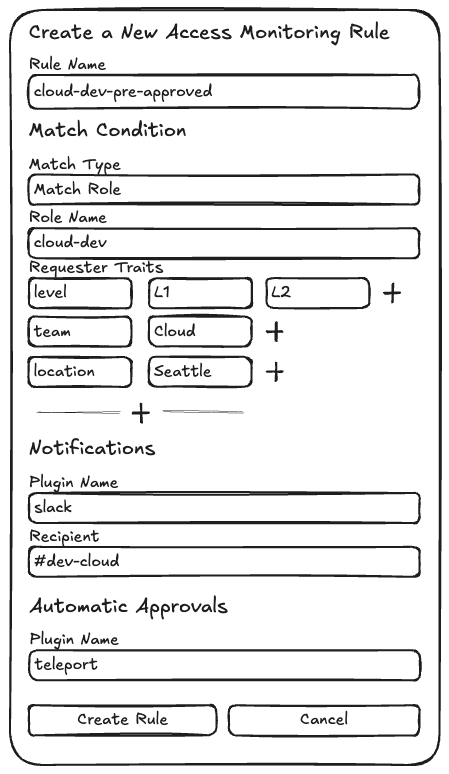 Create a New Access Monitoring Rule
Rule Name
cloud-dev-pre-approved
Match Condition
Match Type
Match Role
Role Name
cloud-dev
Requester Traits
level L1 L2 +
team Cloud +
location Seattle +
+
Notifications
Plugin Name
slack
Recipient
#dev-cloud
Automatic Approvals
Plugin Name
teleport
Create Rule Cancel